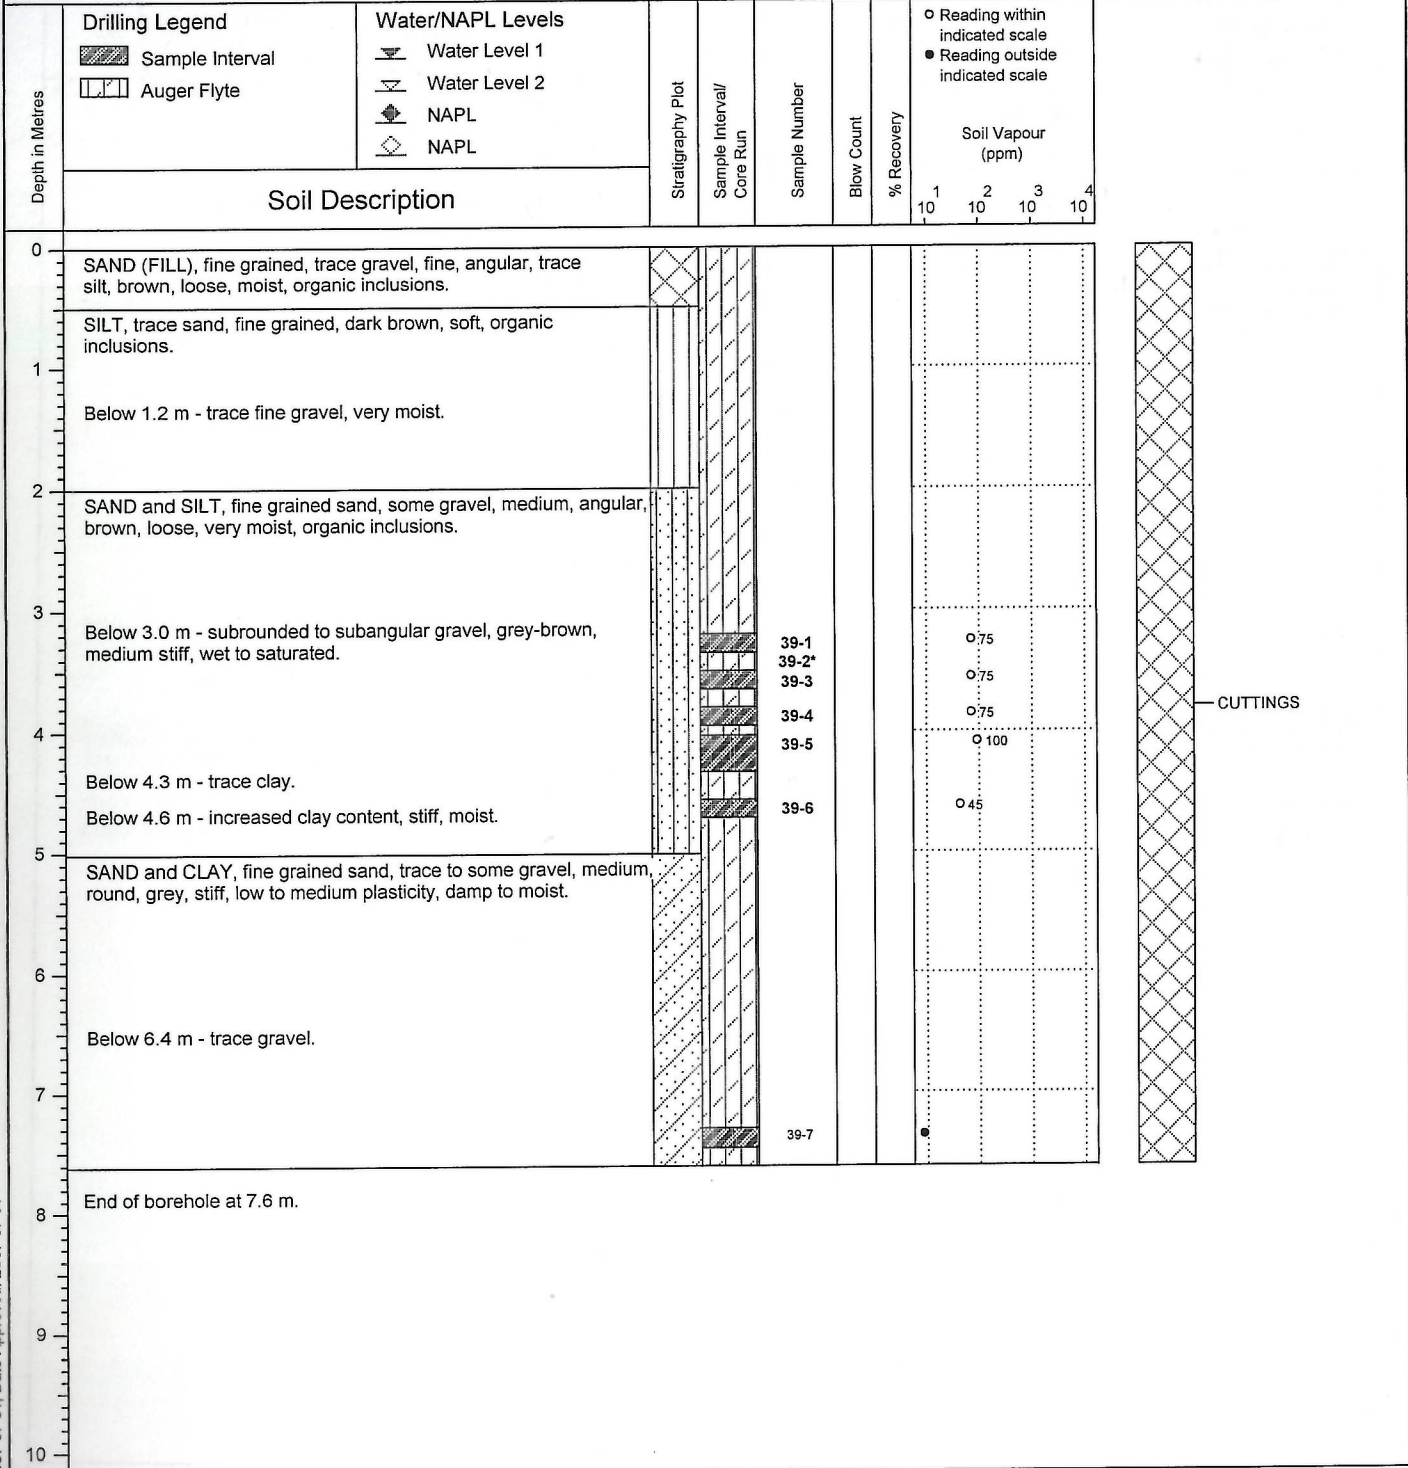 Drilling Legend
Sample Interval
Auger Flyte
Water/NAPL Levels
Water Level 1
Water Level 2
NAPL
NAPL
Depth in Metres
Soil Description
Stratigraphy Plot
Sample Interval/
Core Run
Sample Number
Blow Count
% Recovery
Reading within
indicated scale
Reading outside
indicated scale
Soil Vapour
(ppm)
1 2 3 4
10 10 10 10
0
SAND (FILL), fine grained, trace gravel, fine, angular, trace
silt, brown, loose, moist, organic inclusions.
SILT, trace sand, fine grained, dark brown, soft, organic
inclusions.
1
Below 1.2 m - trace fine gravel, very moist.
2
SAND and SILT, fine grained sand, some gravel, medium, angular,
brown, loose, very moist, organic inclusions.
3
Below 3.0 m - subrounded to subangular gravel, grey-brown,
medium stiff, wet to saturated.
39-1 75
39-2*
39-3 75
CUTTINGS
39-4 75
4
39-5 100
Below 4.3 m - trace clay.
39-6 45
Below 4.6 m - increased clay content, stiff, moist.
5
SAND and CLAY, fine grained sand, trace to some gravel, medium,
round, grey, stiff, low to medium plasticity, damp to moist.
6
Below 6.4 m - trace gravel.
7
39-7
End of borehole at 7.6 m.
8
9
10